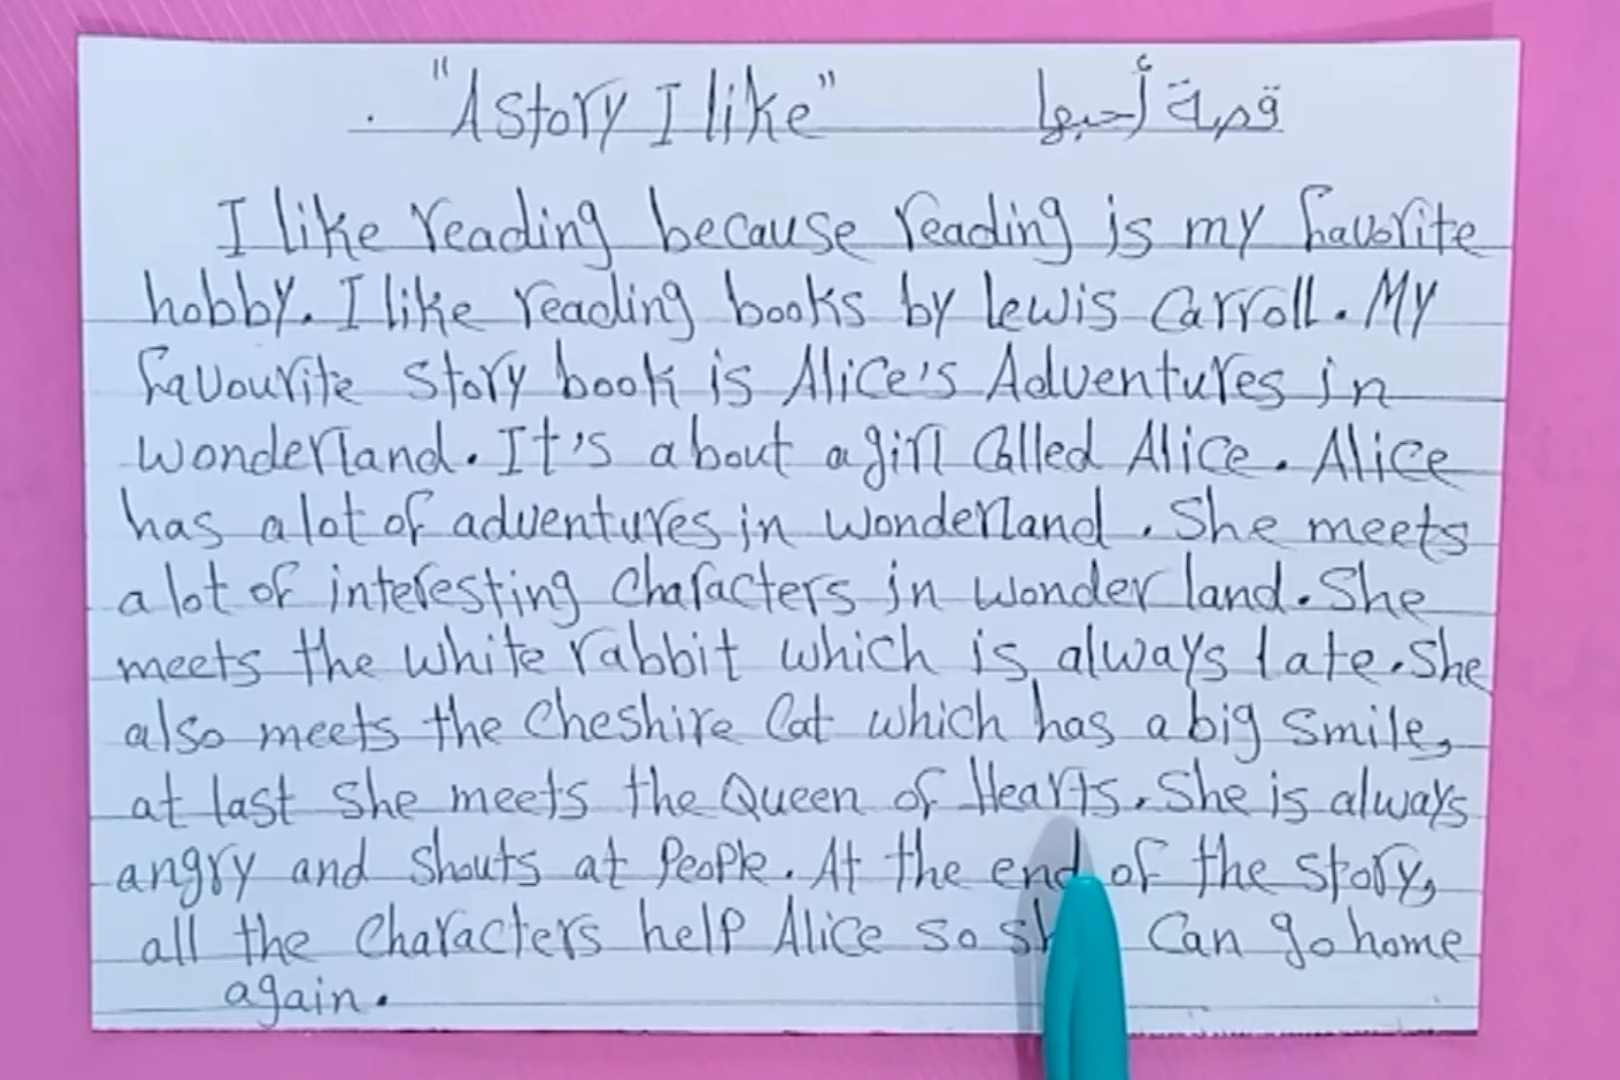 "A story I like" قصة أحبها
I like reading because reading is my favorite
hobby. I like reading books by lewis Carroll. My
favourite story book is Alice's Adventures in
wonderland. It's about a girl Called Alice. Alice
has a lot of adventures in wonderland. She meets
a lot of interesting characters in wonder land. She
meets the white rabbit which is always late. She
also meets the Cheshire Cat which has a big smile,
at last she meets the Queen of Hearts. She is always
angry and shouts at People. At the end of the story,
all the characters help Alice so can go home
again.